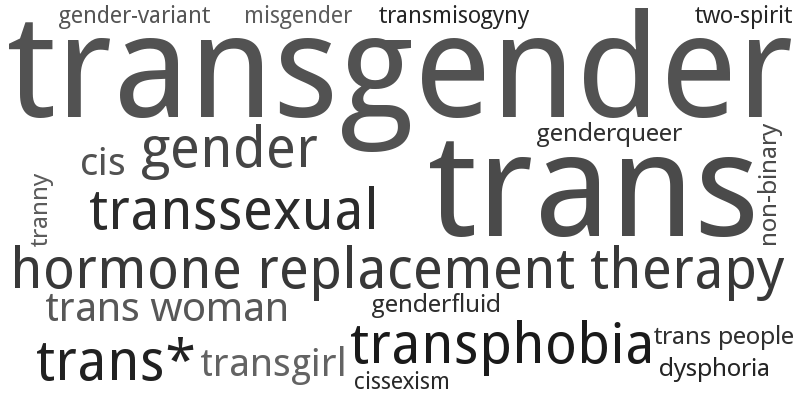 gender-variant misgender transmisogyny two-spirit
transgender
genderqueer
cis gender
trans
non-binary
tranny
transsexual
hormone replacement therapy
trans woman genderfluid
trans* transgirl transphobia trans people
dysphoria
cissexism